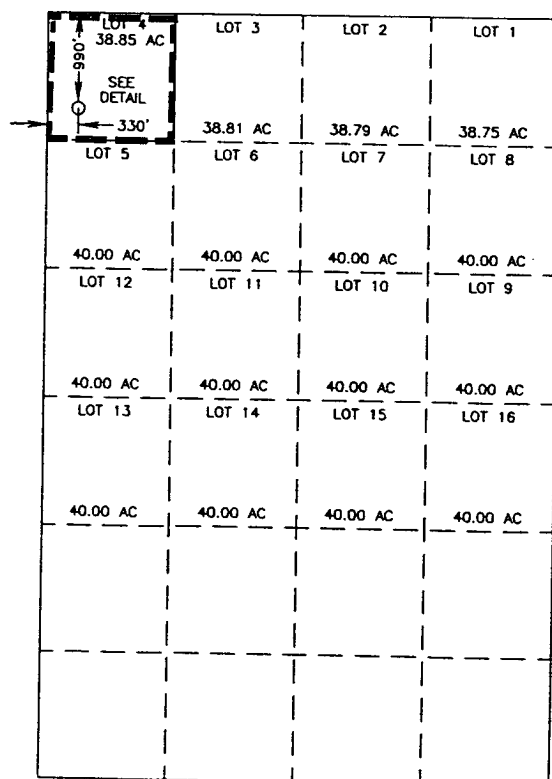 LOT 4
LOT 3
LOT 2
LOT 1
38.85 AC
990'
SEE
DETAIL
330'
38.81 AC
38.79 AC
38.75 AC
LOT 5
LOT 6
LOT 7
LOT 8
40.00 AC
40.00 AC
40.00 AC
40.00 AC
LOT 12
LOT 11
LOT 10
LOT 9
40.00 AC
40.00 AC
40.00 AC
40.00 AC
LOT 13
LOT 14
LOT 15
LOT 16
40.00 AC
40.00 AC
40.00 AC
40.00 AC